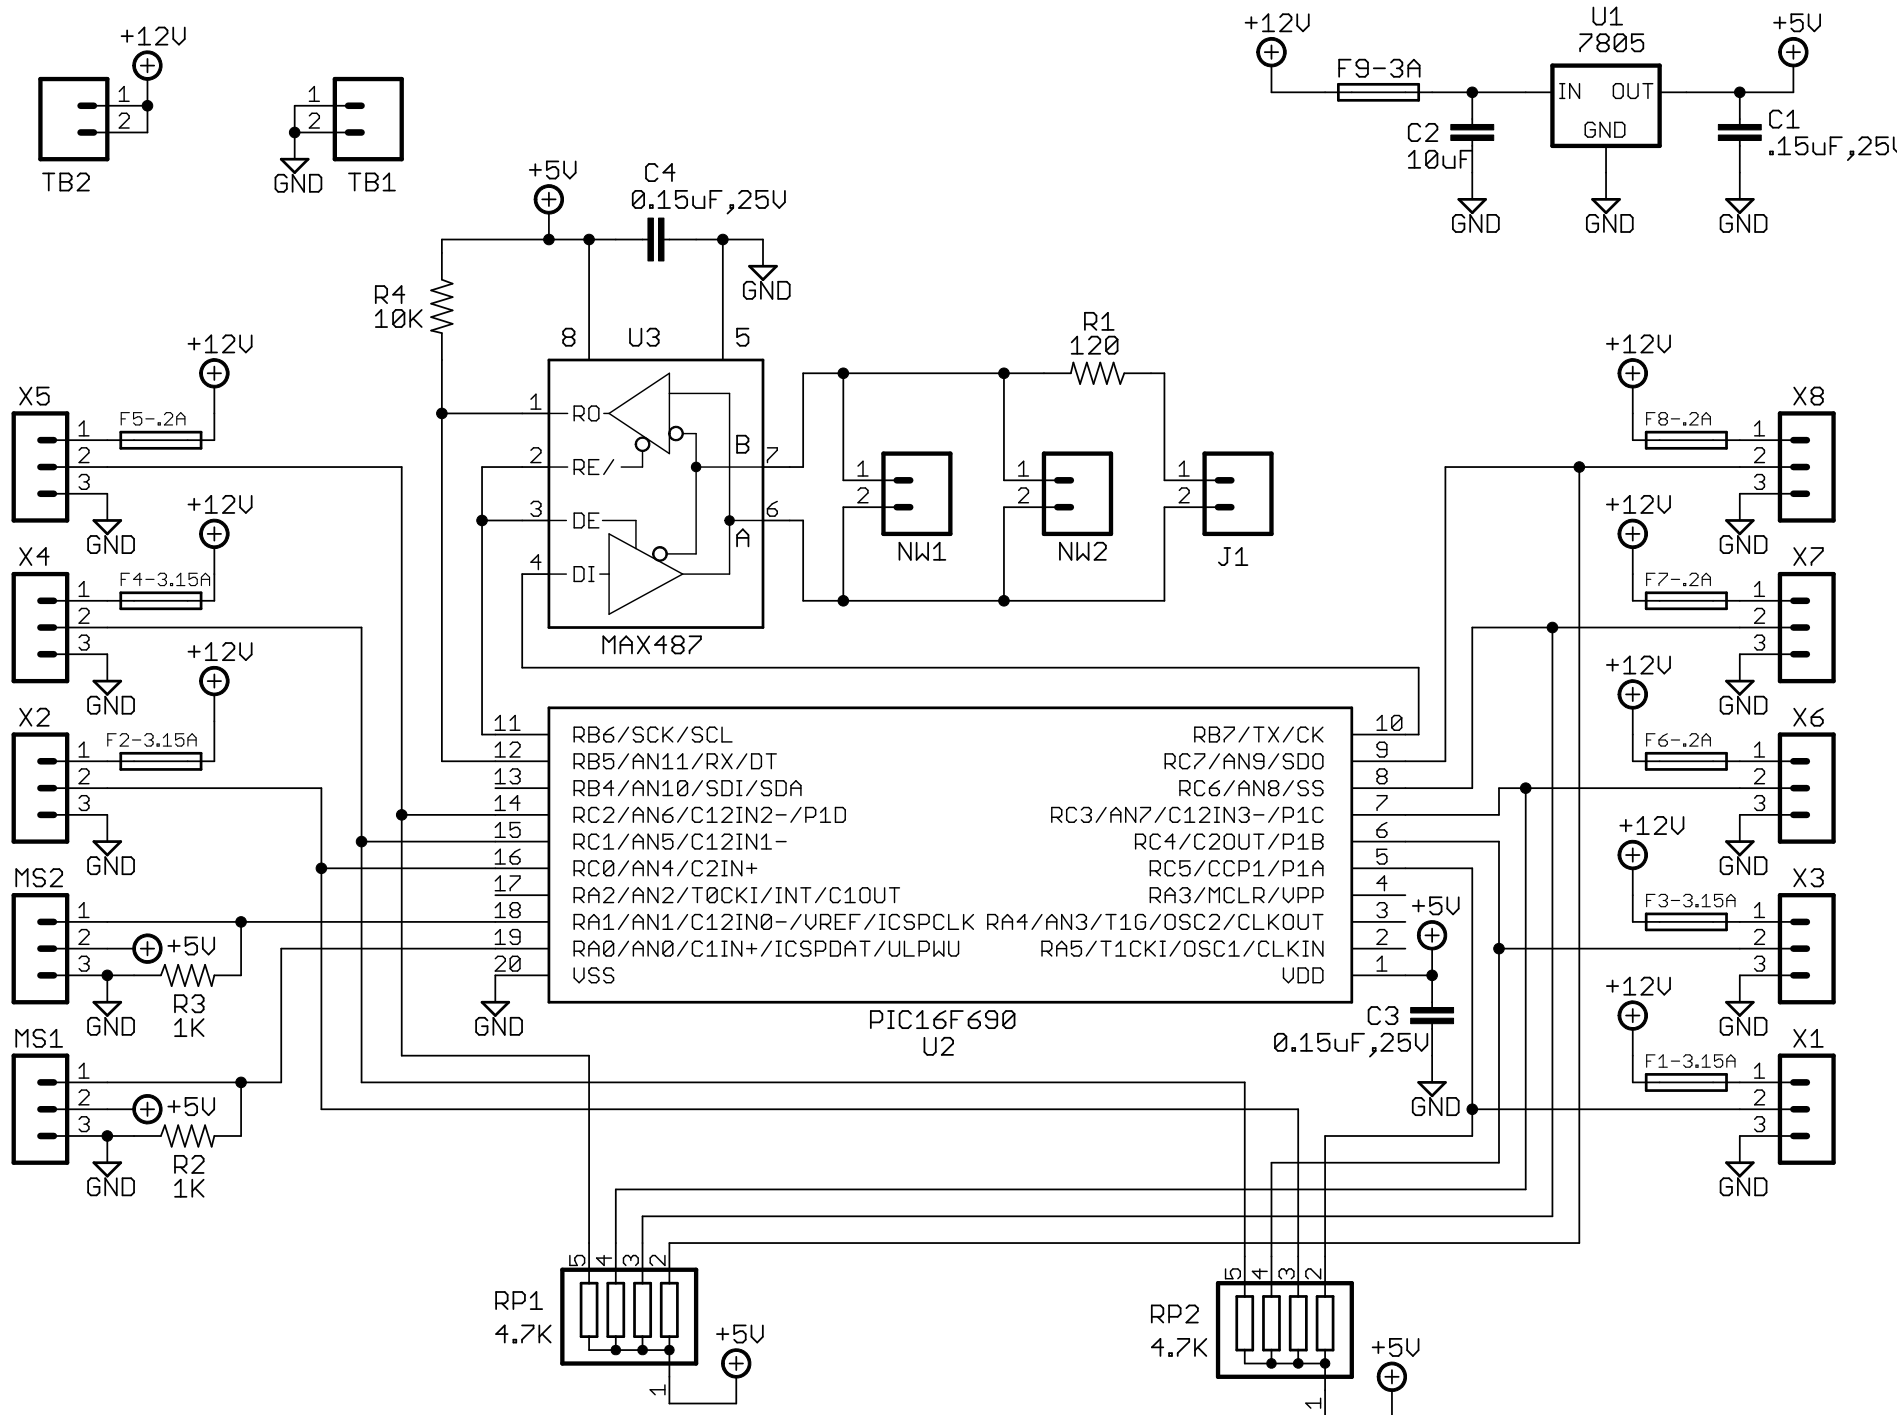 +12V
1
2
TB2
1
2
GND
TB1
+12V
F9-3A
C2
10uF
GND
U1
7805
IN OUT
GND
GND
+5V
C1
.15uF,25V
GND
+5V
C4
0.15uF,25V
GND
R4
10K
8 U3 5
1 RO
2 RE/
3 DE
4 DI
B
7
6
A
MAX487
R1
120
1
2
NW1
1
2
NW2
1
2
J1
+12V
X5
F5-.2A
1
2
3
GND
+12V
X4
F4-3.15A
1
2
3
GND
+12V
X2
F2-3.15A
1
2
3
GND
MS2
1
2
3
+5V
GND
R3
1K
MS1
1
2
3
+5V
GND
R2
1K
11 RB6/SCK/SCL
12 RB5/AN11/RX/DT
13 RB4/AN10/SDI/SDA
14 RC2/AN6/C12IN2-/P1D
15 RC1/AN5/C12IN1-
16 RC0/AN4/C2IN+
17 RA2/AN2/T0CKI/INT/C1OUT
18 RA1/AN1/C12IN0-/VREF/ICSPCLK
19 RA0/AN0/C1IN+/ICSPDAT/ULPWU
20 VSS
GND
RB7/TX/CK 10
RC7/AN9/SDO 9
RC6/AN8/SS 8
RC3/AN7/C12IN3-/P1C 7
RC4/C2OUT/P1B 6
RC5/CCP1/P1A 5
RA3/MCLR/VPP 4
RA4/AN3/T1G/OSC2/CLKOUT 3
RA5/T1CKI/OSC1/CLKIN 2
VDD 1
PIC16F690
U2
+5V
C3
0.15uF,25V
GND
+12V
X8
F8-.2A
1
2
3
GND
+12V
X7
F7-.2A
1
2
3
GND
+12V
X6
F6-.2A
1
2
3
GND
+12V
X3
F3-3.15A
1
2
3
GND
+12V
X1
F1-3.15A
1
2
3
GND
5 4 3 2
RP1
4.7K
1
+5V
5 4 3 2
RP2
4.7K
1
+5V